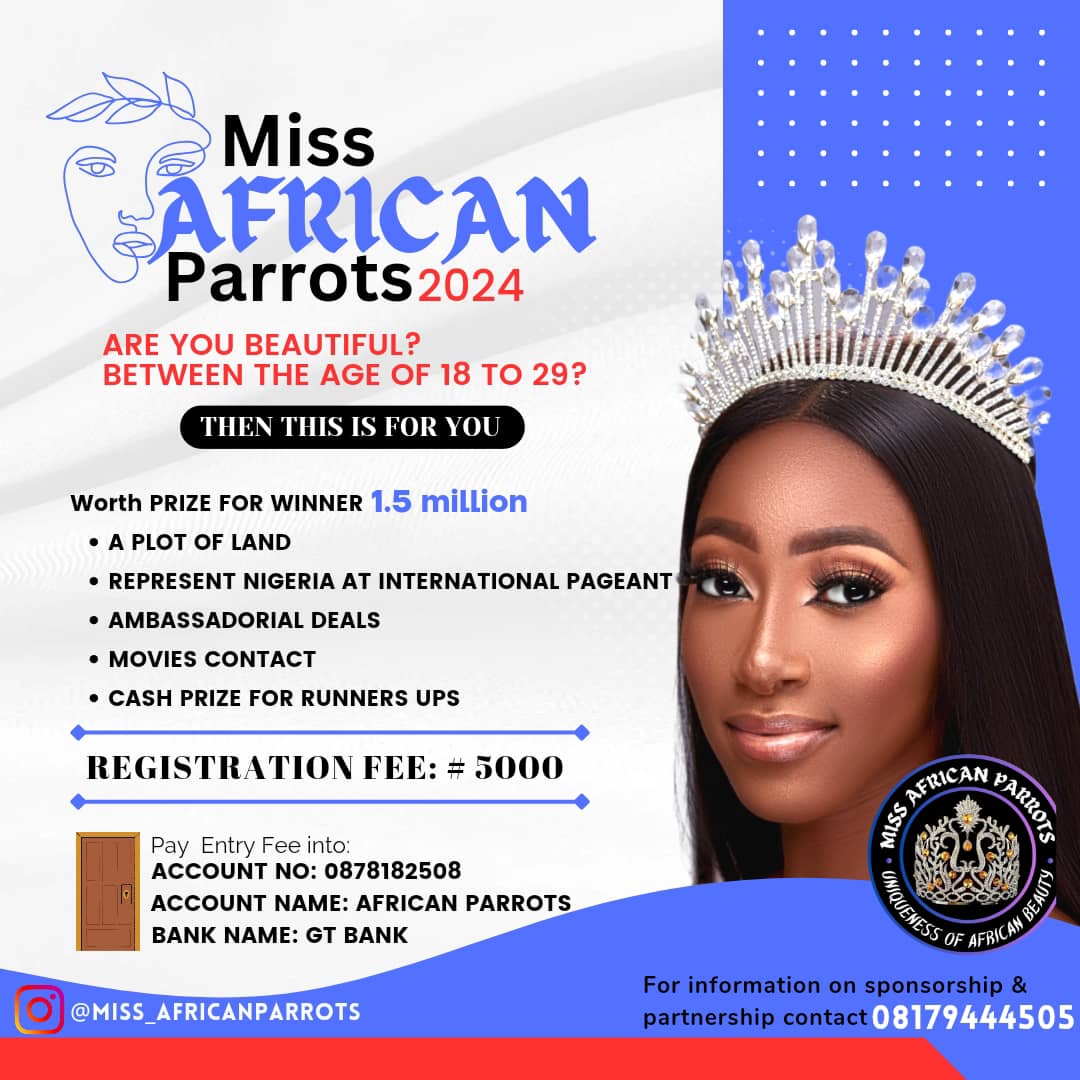 Miss
AFRICAN
Parrots 2024
ARE YOU BEAUTIFUL?
BETWEEN THE AGE OF 18 TO 29?
THEN THIS IS FOR YOU
Worth PRIZE FOR WINNER 1.5 million
• A PLOT OF LAND
• REPRESENT NIGERIA AT INTERNATIONAL PAGEANT
• AMBASSADORIAL DEALS
• MOVIES CONTACT
• CASH PRIZE FOR RUNNERS UPS
REGISTRATION FEE: # 5000
Pay Entry Fee into:
ACCOUNT NO: 0878182508
ACCOUNT NAME: AFRICAN PARROTS
BANK NAME: GT BANK
MISS AFRICAN PARROTS
UNIQUENESS OF AFRICAN BEAUTY
@MISS_AFRICANPARROTS
For information on sponsorship &
partnership contact 08179444505